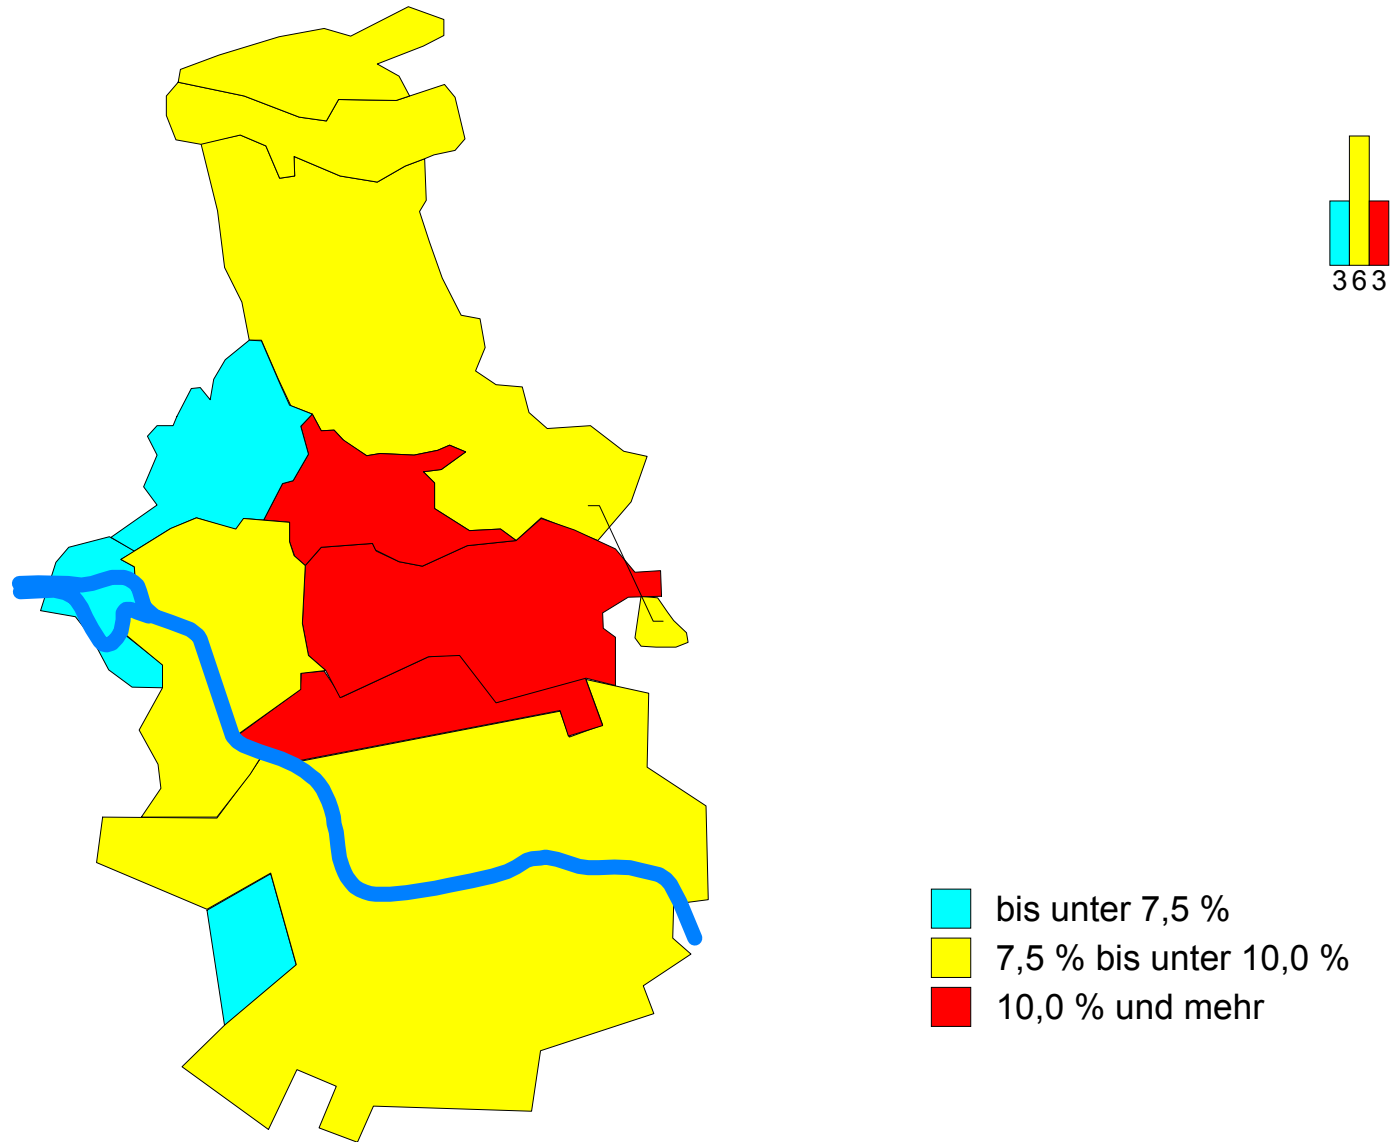 363
bis unter 7,5 %
7,5 % bis unter 10,0 %
10,0 % und mehr